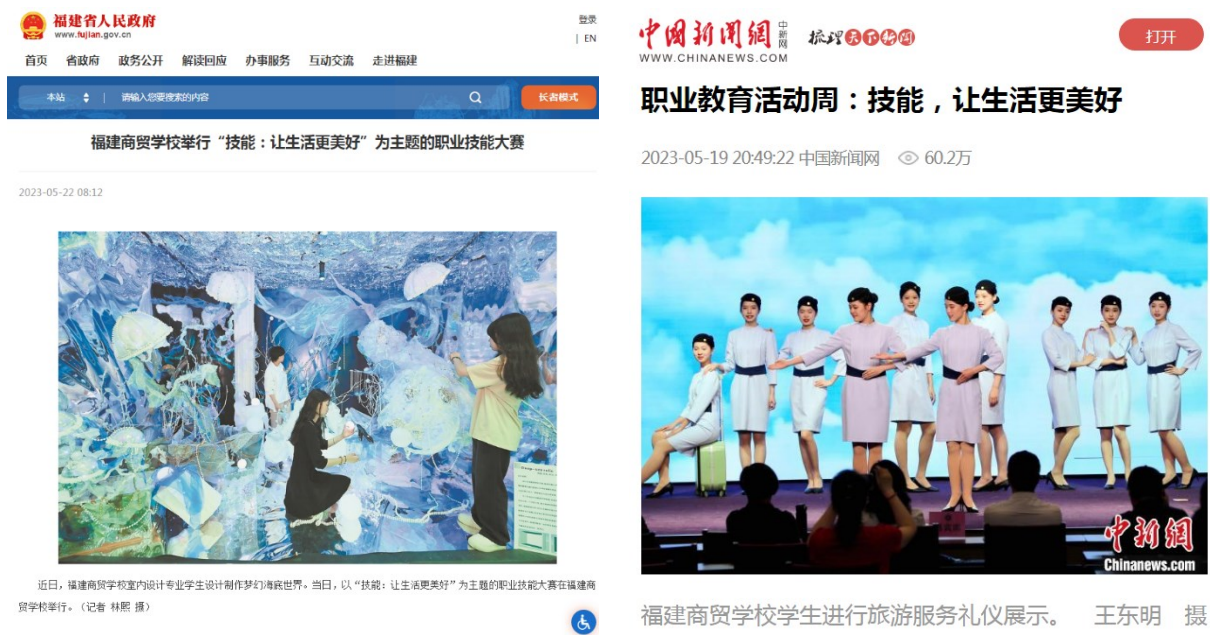 福建省人民政府
www.fujian.gov.cn
登录
| EN
首页 省政府 政务公开 解读回应 办事服务 互动交流 走进福建
本站 | 请输入您要搜索的内容 长者模式
福建商贸学校举行“技能：让生活更美好”为主题的职业技能大赛
2023-05-22 08:12
近日，福建商贸学校室内设计专业学生设计制作梦幻海底世界。当日，以“技能：让生活更美好”为主题的职业技能大赛在福建商
贸学校举行。（记者 林熙 摄）
中国新闻網
中新网
WWW.CHINANEWS.COM
梳理天下新闻
打开
职业教育活动周：技能，让生活更美好
2023-05-19 20:49:22 中国新闻网 60.2万
中新網
Chinanews.com
福建商贸学校学生进行旅游服务礼仪展示。 王东明 摄